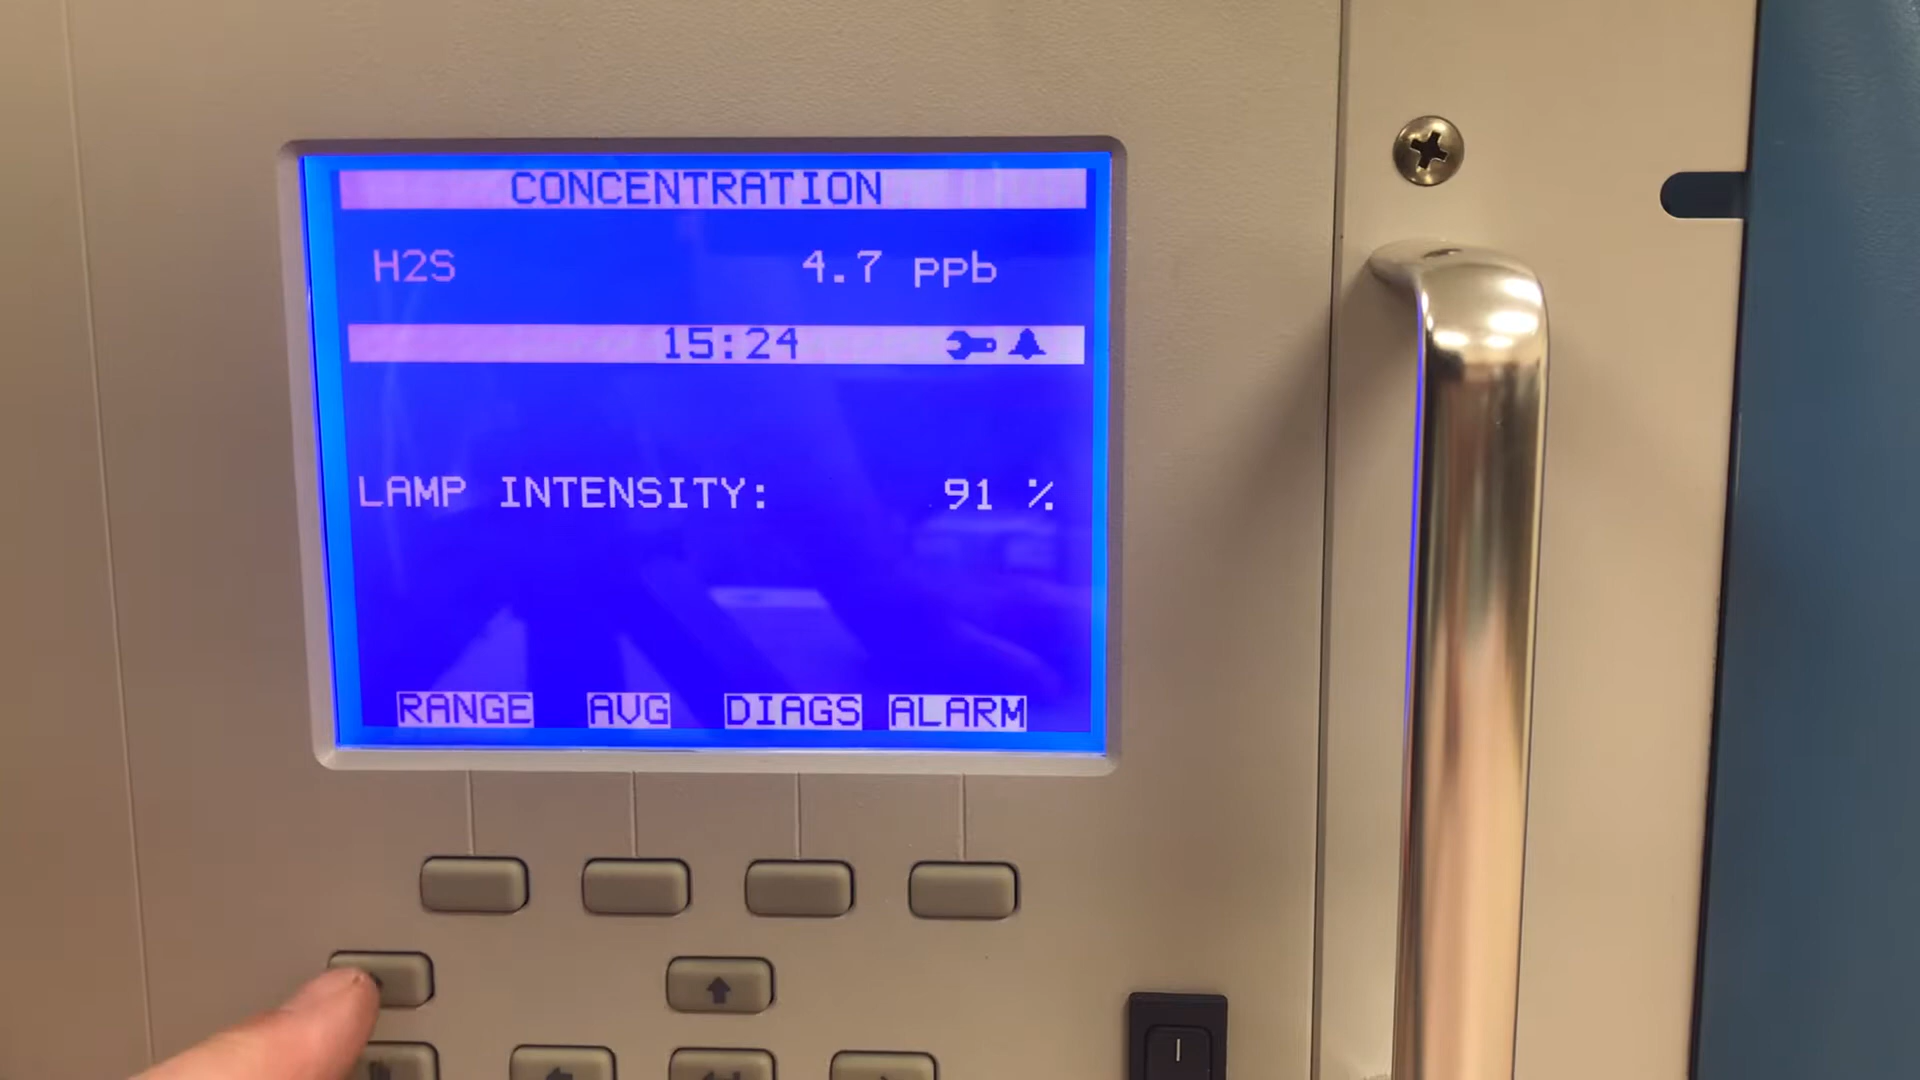 CONCENTRATION
H2S 4.7 ppb
15:24
LAMP INTENSITY: 91 %
RANGE AVG DIAGS ALARM